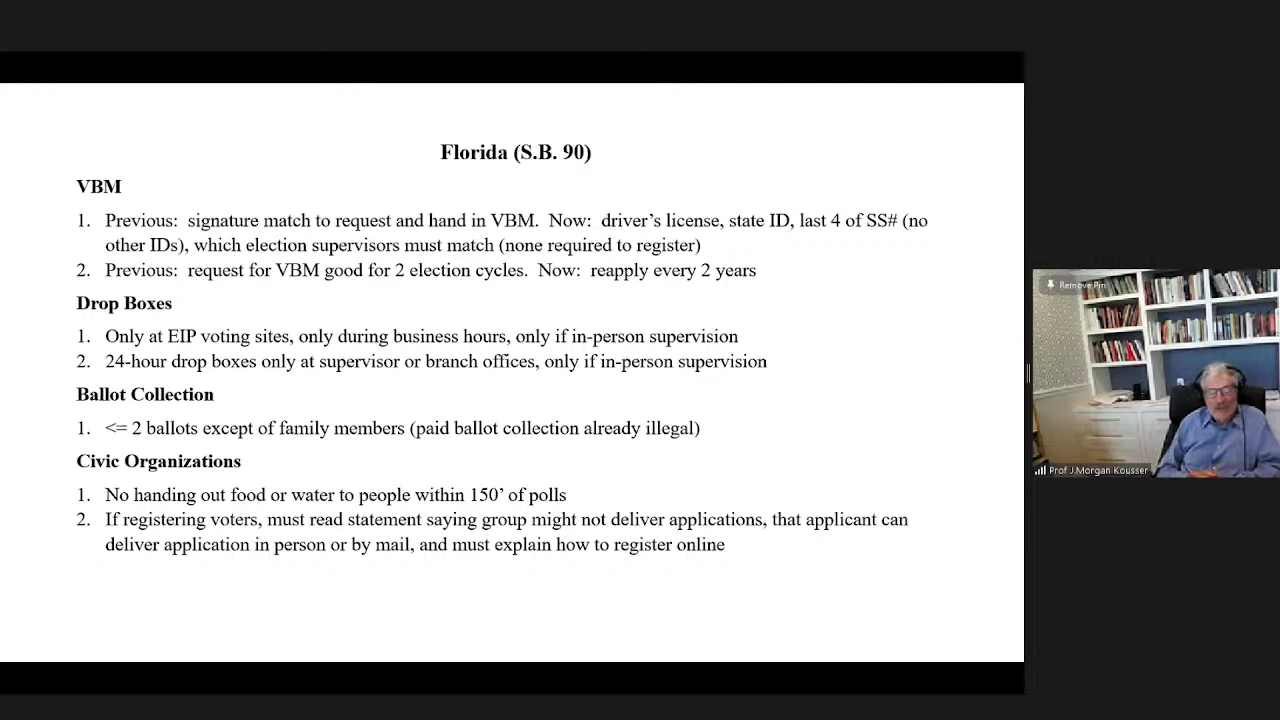 Florida (S.B. 90)
VBM
1. Previous: signature match to request and hand in VBM. Now: driver's license, state ID, last 4 of SS# (no
other IDs), which election supervisors must match (none required to register)
2. Previous: request for VBM good for 2 election cycles. Now: reapply every 2 years
Drop Boxes
1. Only at EIP voting sites, only during business hours, only if in-person supervision
2. 24-hour drop boxes only at supervisor or branch offices, only if in-person supervision
Ballot Collection
1. <= 2 ballots except of family members (paid ballot collection already illegal)
Civic Organizations
1. No handing out food or water to people within 150' of polls
2. If registering voters, must read statement saying group might not deliver applications, that applicant can
deliver application in person or by mail, and must explain how to register online
Remove Pin
Prof J.Morgan Kousser